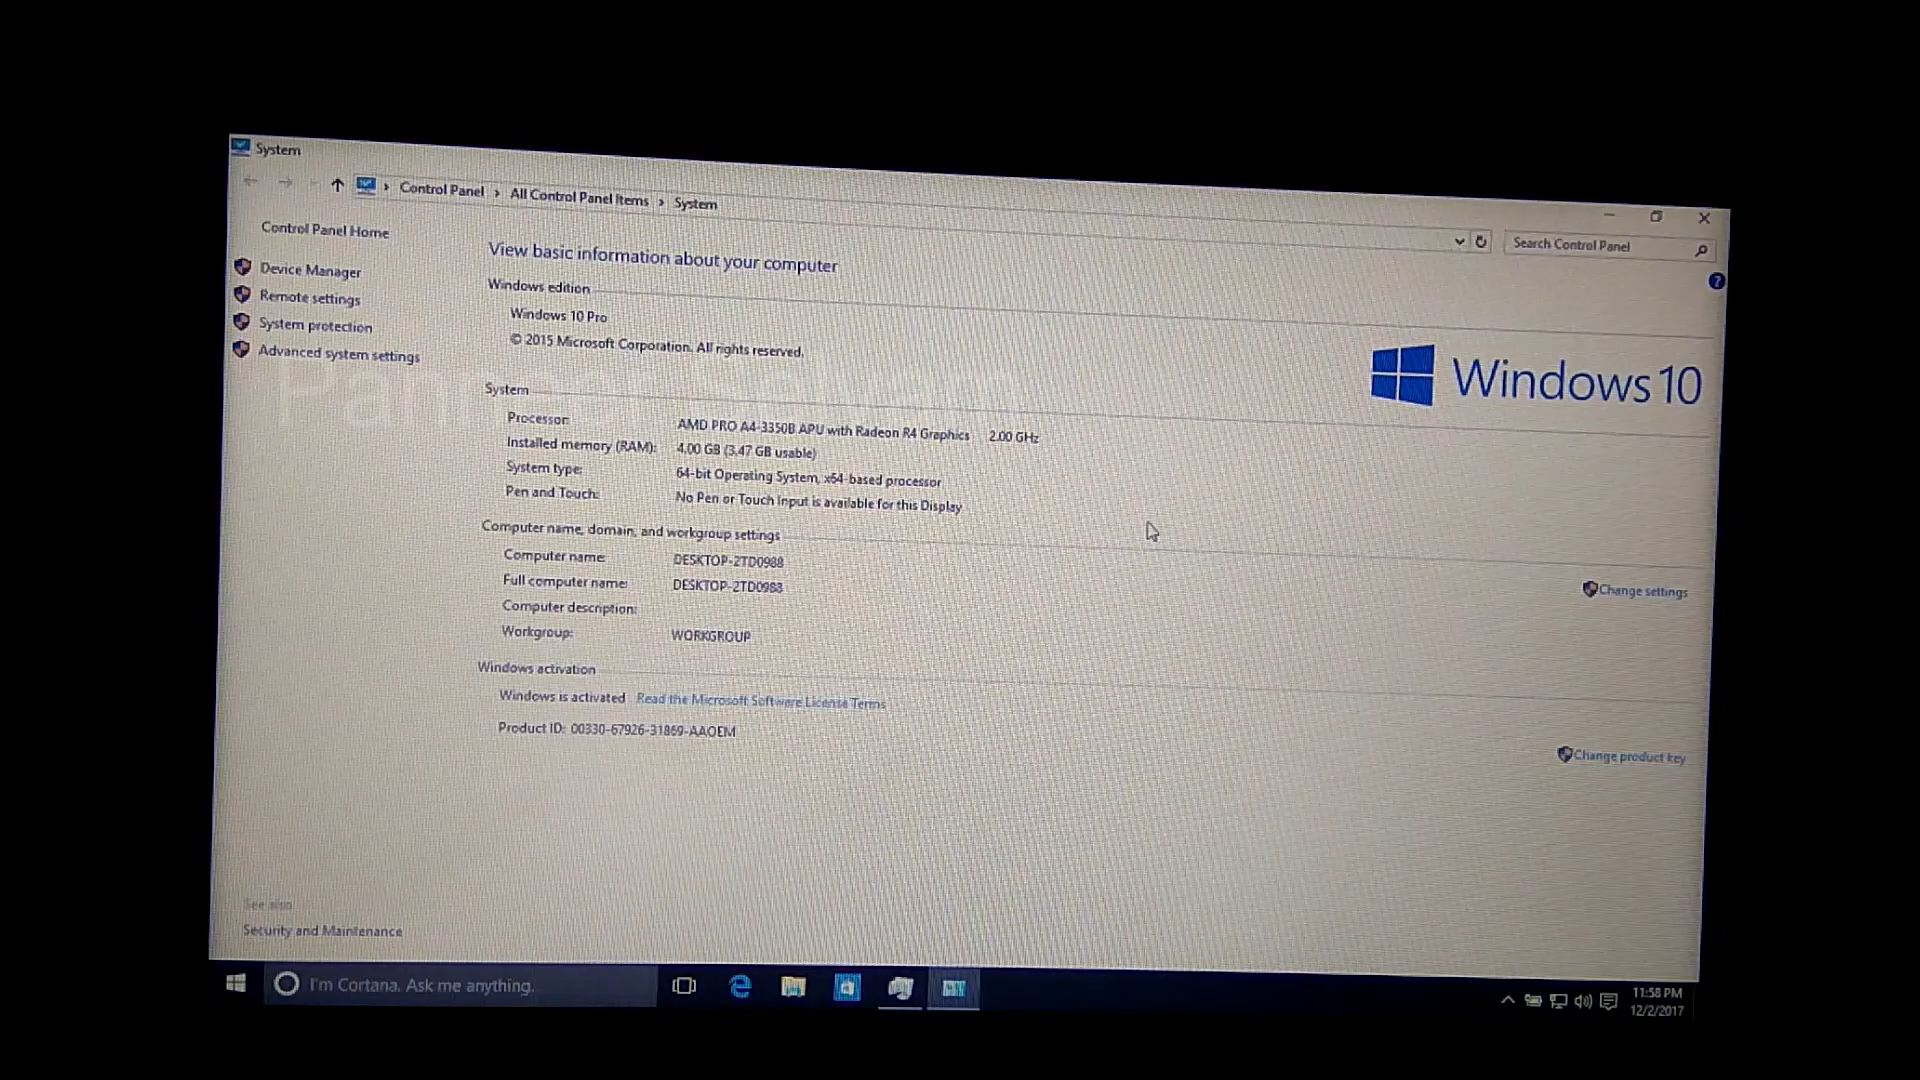 System
Control Panel > All Control Panel Items > System
Search Control Panel
Control Panel Home
Device Manager
Remote settings
System protection
Advanced system settings
View basic information about your computer
Windows edition
Windows 10 Pro
© 2015 Microsoft Corporation. All rights reserved.
Windows 10
System
Processor: AMD PRO A4-3350B APU with Radeon R4 Graphics 2.00 GHz
Installed memory (RAM): 4.00 GB (3.47 GB usable)
System type: 64-bit Operating System, x64-based processor
Pen and Touch: No Pen or Touch Input is available for this Display
Computer name, domain, and workgroup settings
Computer name: DESKTOP-2TD0988
Full computer name: DESKTOP-2TD0988
Change settings
Computer description:
Workgroup: WORKGROUP
Windows activation
Windows is activated Read the Microsoft Software License Terms
Product ID: 00330-67926-31869-AAOEM
Change product key
See also
Security and Maintenance
I'm Cortana. Ask me anything.
11:58 PM
12/2/2017